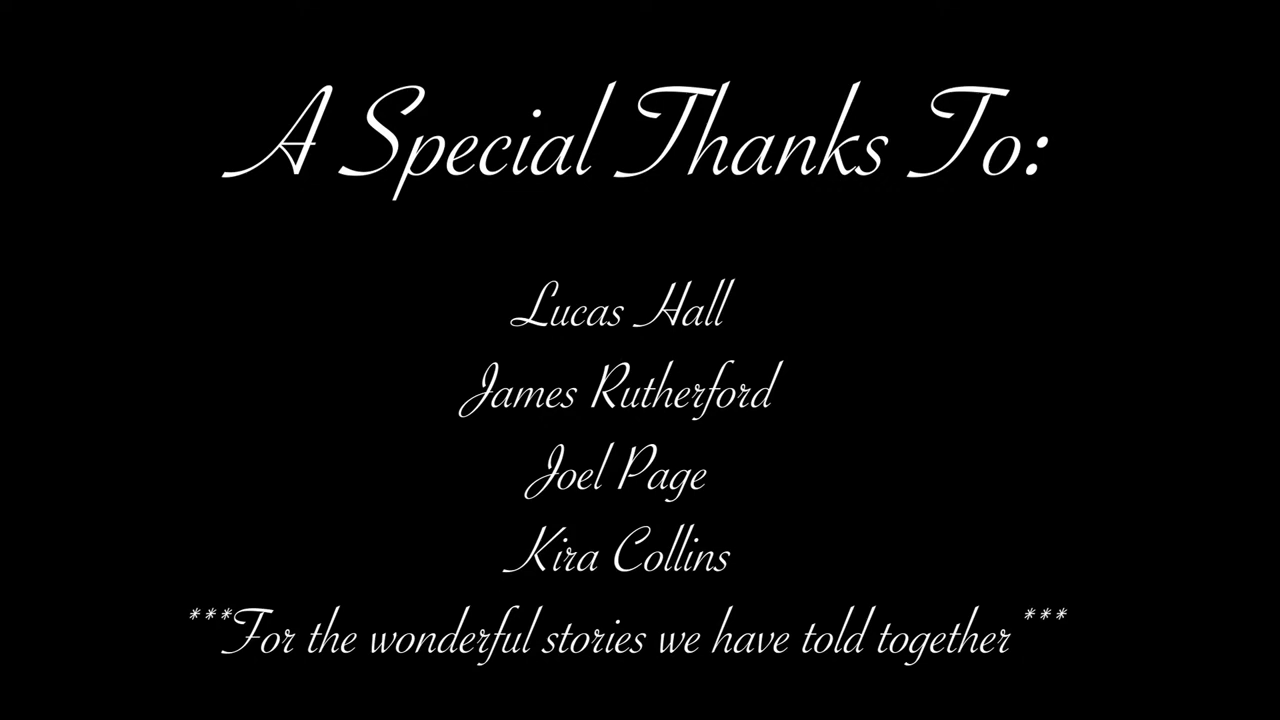 A Special Thanks To:
Lucas Hall
James Rutherford
Joel Page
Kira Collins
***For the wonderful stories we have told together***